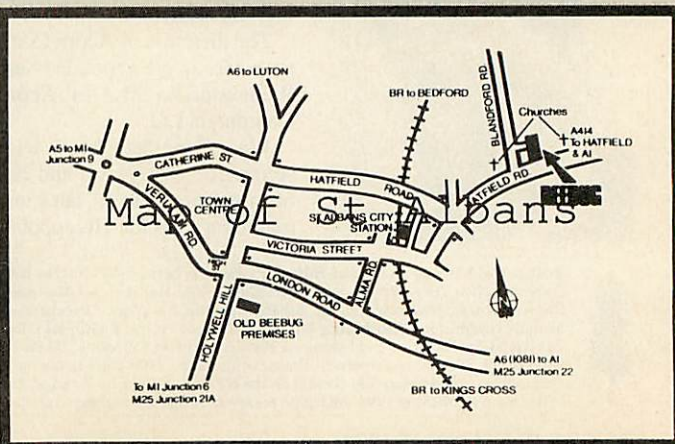 A6 to LUTON
BR to BEDFORD
BLANDFORD RD
Churches
A414
To HATFIELD
& A1
A5 to M1
Junction 9
CATHERINE ST
HATFIELD ROAD
HATFIELD RD
BEEBUG
VERULAM RD
TOWN
CENTRE
Map of St Albans
ST.ALBANS CITY
STATION
VICTORIA STREET
HIGH
ST
ALMA RD.
LONDON ROAD
HOLYWELL HILL
OLD BEEBUG
PREMISES
N
A6 (1081) to A1
M25 Junction 22
To M1 Junction 6
M25 Junction 21A
BR to KINGS CROSS